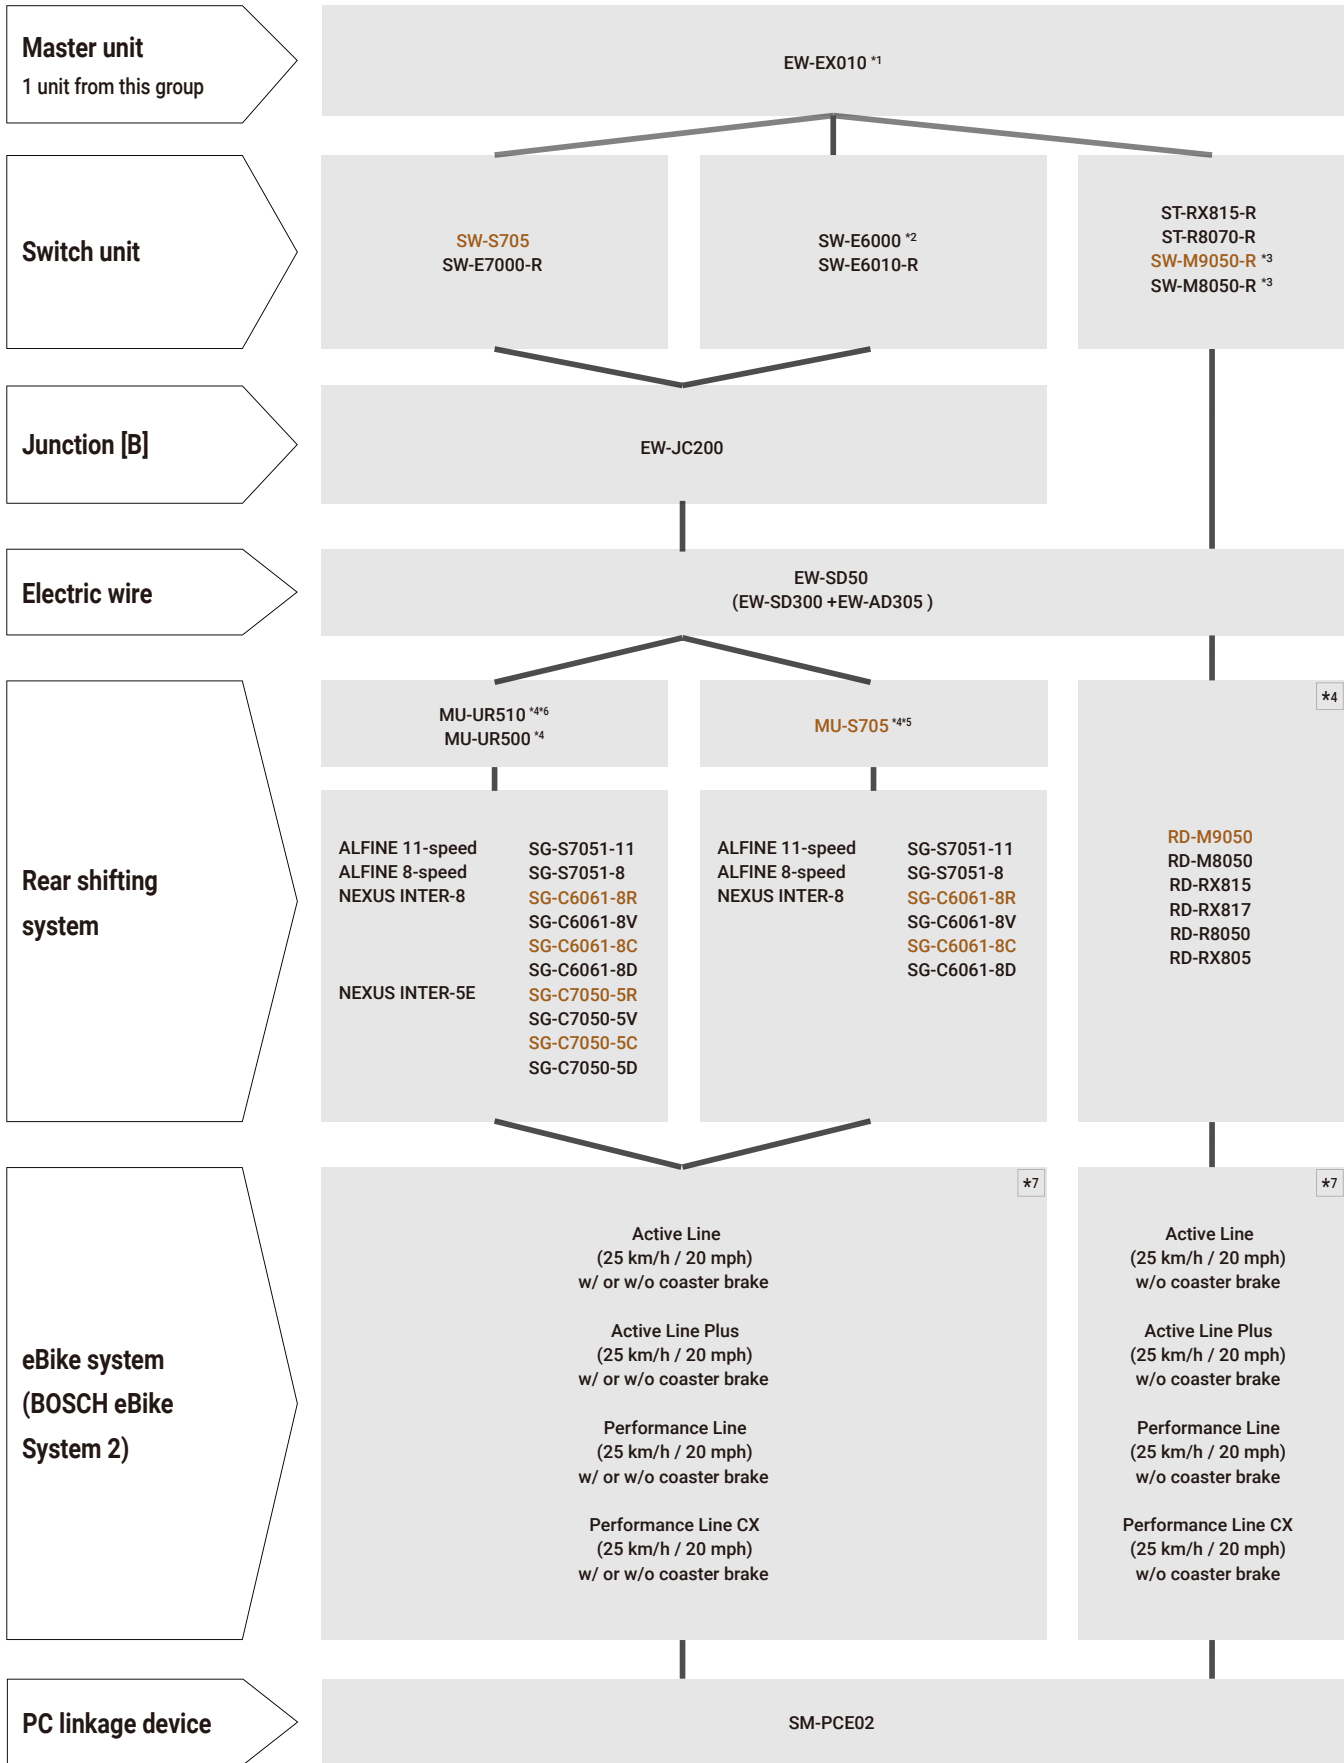 Master unit
1 unit from this group
EW-EX010 *1
Switch unit
SW-S705
SW-E7000-R
SW-E6000 *2
SW-E6010-R
ST-RX815-R
ST-R8070-R
SW-M9050-R *3
SW-M8050-R *3
Junction [B]
EW-JC200
Electric wire
EW-SD50
(EW-SD300 +EW-AD305 )
Rear shifting
system
MU-UR510 *4*6
MU-UR500 *4
MU-S705 *4*5
ALFINE 11-speed SG-S7051-11
ALFINE 8-speed SG-S7051-8
NEXUS INTER-8 SG-C6061-8R
SG-C6061-8V
SG-C6061-8C
SG-C6061-8D
NEXUS INTER-5E SG-C7050-5R
SG-C7050-5V
SG-C7050-5C
SG-C7050-5D
ALFINE 11-speed SG-S7051-11
ALFINE 8-speed SG-S7051-8
NEXUS INTER-8 SG-C6061-8R
SG-C6061-8V
SG-C6061-8C
SG-C6061-8D
*4
RD-M9050
RD-M8050
RD-RX815
RD-RX817
RD-R8050
RD-RX805
eBike system
(BOSCH eBike
System 2)
*7
Active Line
(25 km/h / 20 mph)
w/ or w/o coaster brake
Active Line Plus
(25 km/h / 20 mph)
w/ or w/o coaster brake
Performance Line
(25 km/h / 20 mph)
w/ or w/o coaster brake
Performance Line CX
(25 km/h / 20 mph)
w/ or w/o coaster brake
*7
Active Line
(25 km/h / 20 mph)
w/o coaster brake
Active Line Plus
(25 km/h / 20 mph)
w/o coaster brake
Performance Line
(25 km/h / 20 mph)
w/o coaster brake
Performance Line CX
(25 km/h / 20 mph)
w/o coaster brake
PC linkage device
SM-PCE02